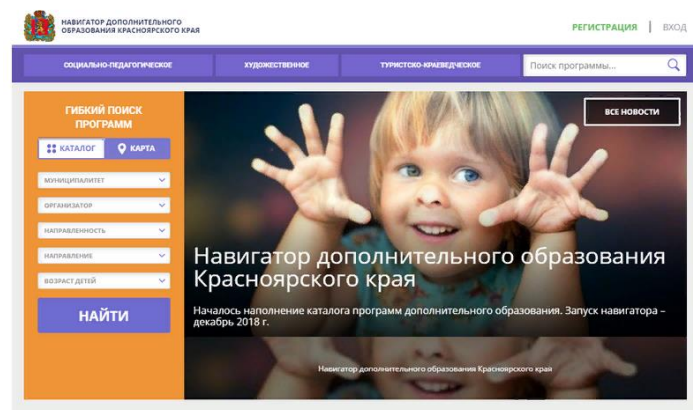 НАВИГАТОР ДОПОЛНИТЕЛЬНОГО
ОБРАЗОВАНИЯ КРАСНОЯРСКОГО КРАЯ
РЕГИСТРАЦИЯ | ВХОД
СОЦИАЛЬНО-ПЕДАГОГИЧЕСКОЕ
ХУДОЖЕСТВЕННОЕ
ТУРИСТСКО-КРАЕВЕДЧЕСКОЕ
Поиск программы...
ГИБКИЙ ПОИСК
ПРОГРАММ
КАТАЛОГ
КАРТА
МУНИЦИПАЛИТЕТ
ОРГАНИЗАТОР
НАПРАВЛЕННОСТЬ
НАПРАВЛЕНИЕ
ВОЗРАСТ ДЕТЕЙ
НАЙТИ
ВСЕ НОВОСТИ
Навигатор дополнительного образования
Красноярского края
Началось наполнение каталога программ дополнительного образования. Запуск навигатора –
декабрь 2018 г.
Навигатор дополнительного образования Красноярского края